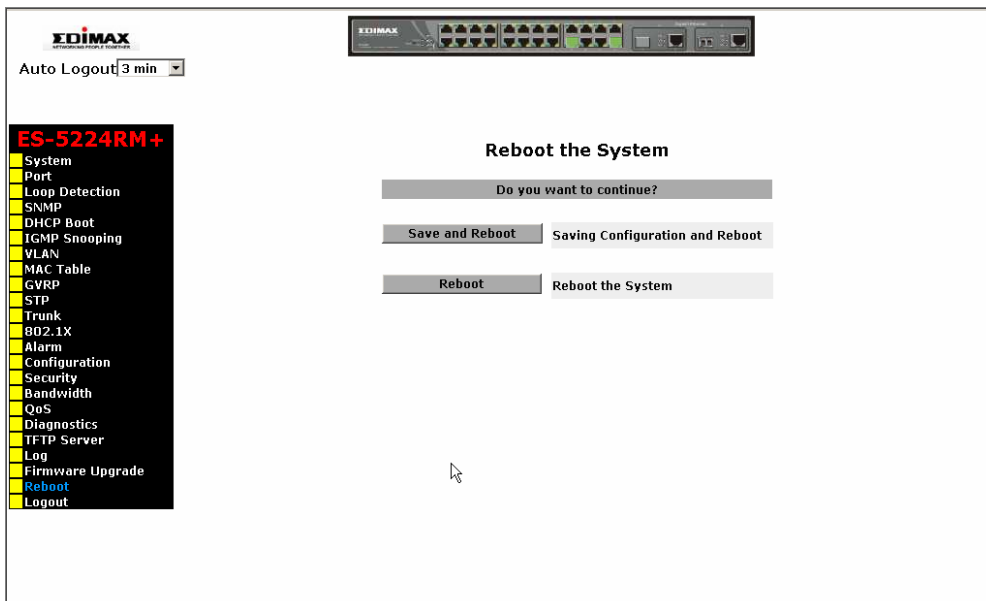 EDIMAX
NETWORKING PEOPLE TOGETHER
EDIMAX
Auto Logout 3 min
ES-5224RM+
System
Port
Loop Detection
SNMP
DHCP Boot
IGMP Snooping
VLAN
MAC Table
GVRP
STP
Trunk
802.1X
Alarm
Configuration
Security
Bandwidth
QoS
Diagnostics
TFTP Server
Log
Firmware Upgrade
Reboot
Logout
Reboot the System
Do you want to continue?
Save and Reboot Saving Configuration and Reboot
Reboot Reboot the System